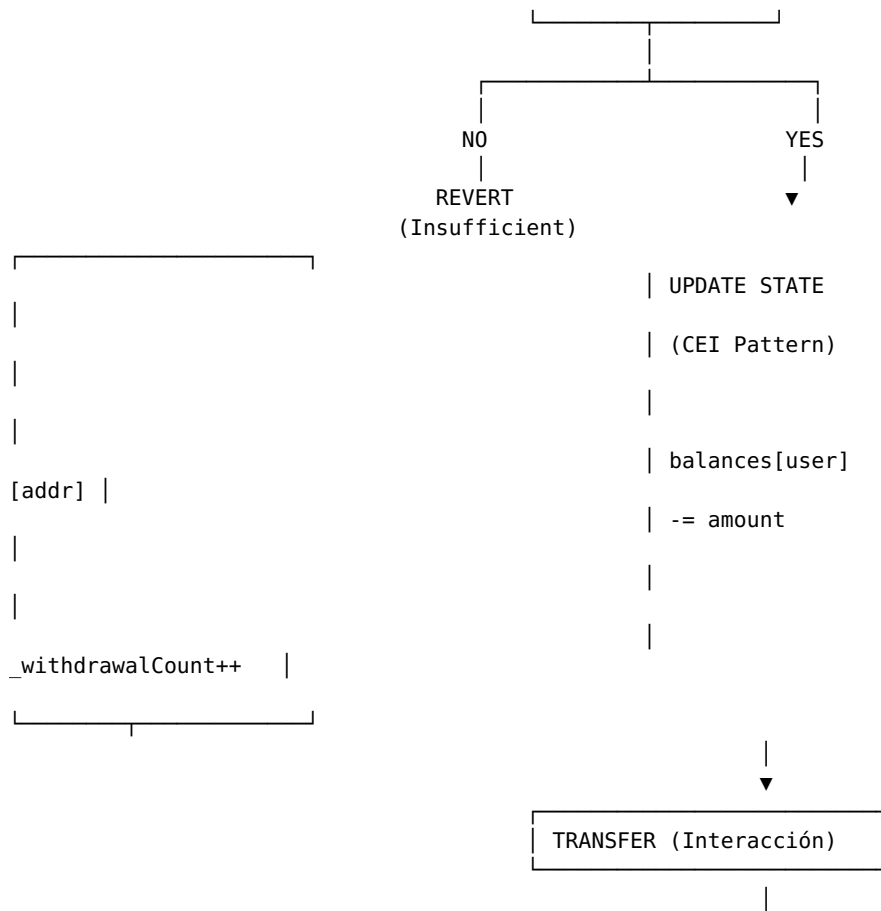 NO YES
REVERT ▼
(Insufficient)
│ UPDATE STATE
│
│ (CEI Pattern)
│
│
│
│ balances[user]
[addr] │
│ -= amount
│
│
│
│
_withdrawalCount++ │
│
▼
│ TRANSFER (Interacción)
│